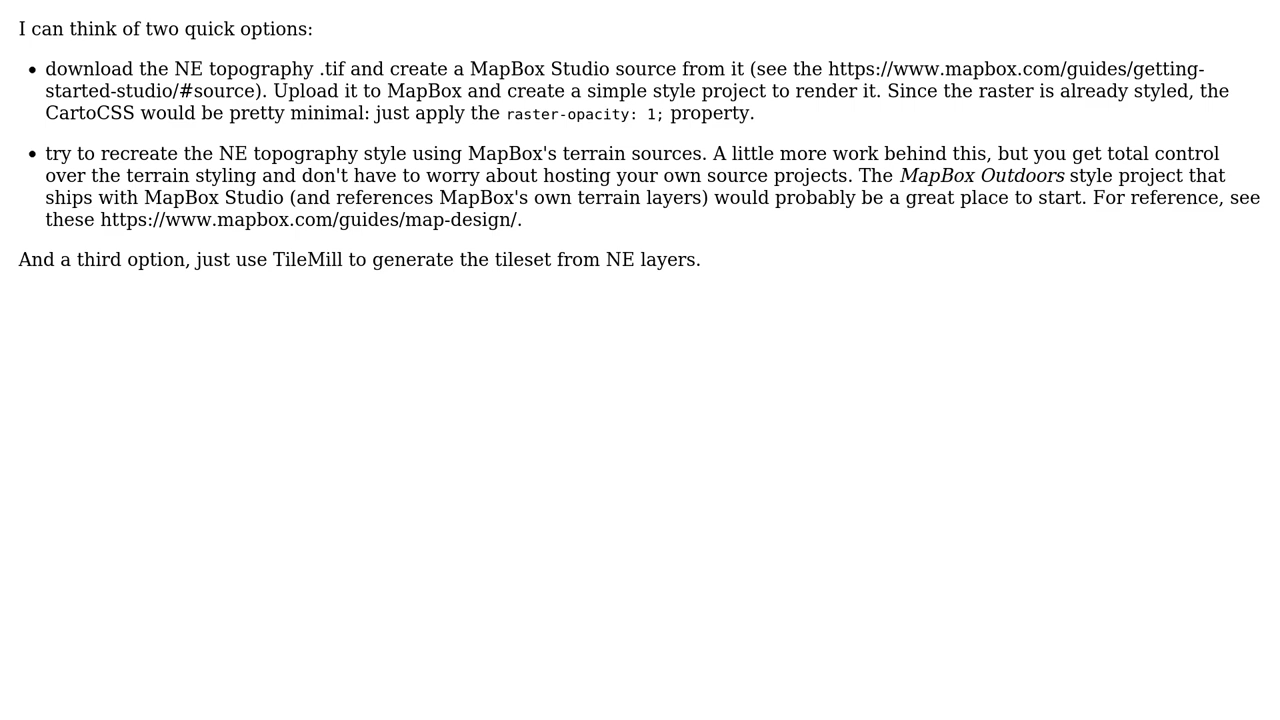 I can think of two quick options:
• download the NE topography .tif and create a MapBox Studio source from it (see the https://www.mapbox.com/guides/getting-
started-studio/#source). Upload it to MapBox and create a simple style project to render it. Since the raster is already styled, the
CartoCSS would be pretty minimal: just apply the raster-opacity: 1; property.
• try to recreate the NE topography style using MapBox's terrain sources. A little more work behind this, but you get total control
over the terrain styling and don't have to worry about hosting your own source projects. The MapBox Outdoors style project that
ships with MapBox Studio (and references MapBox's own terrain layers) would probably be a great place to start. For reference, see
these https://www.mapbox.com/guides/map-design/.
And a third option, just use TileMill to generate the tileset from NE layers.